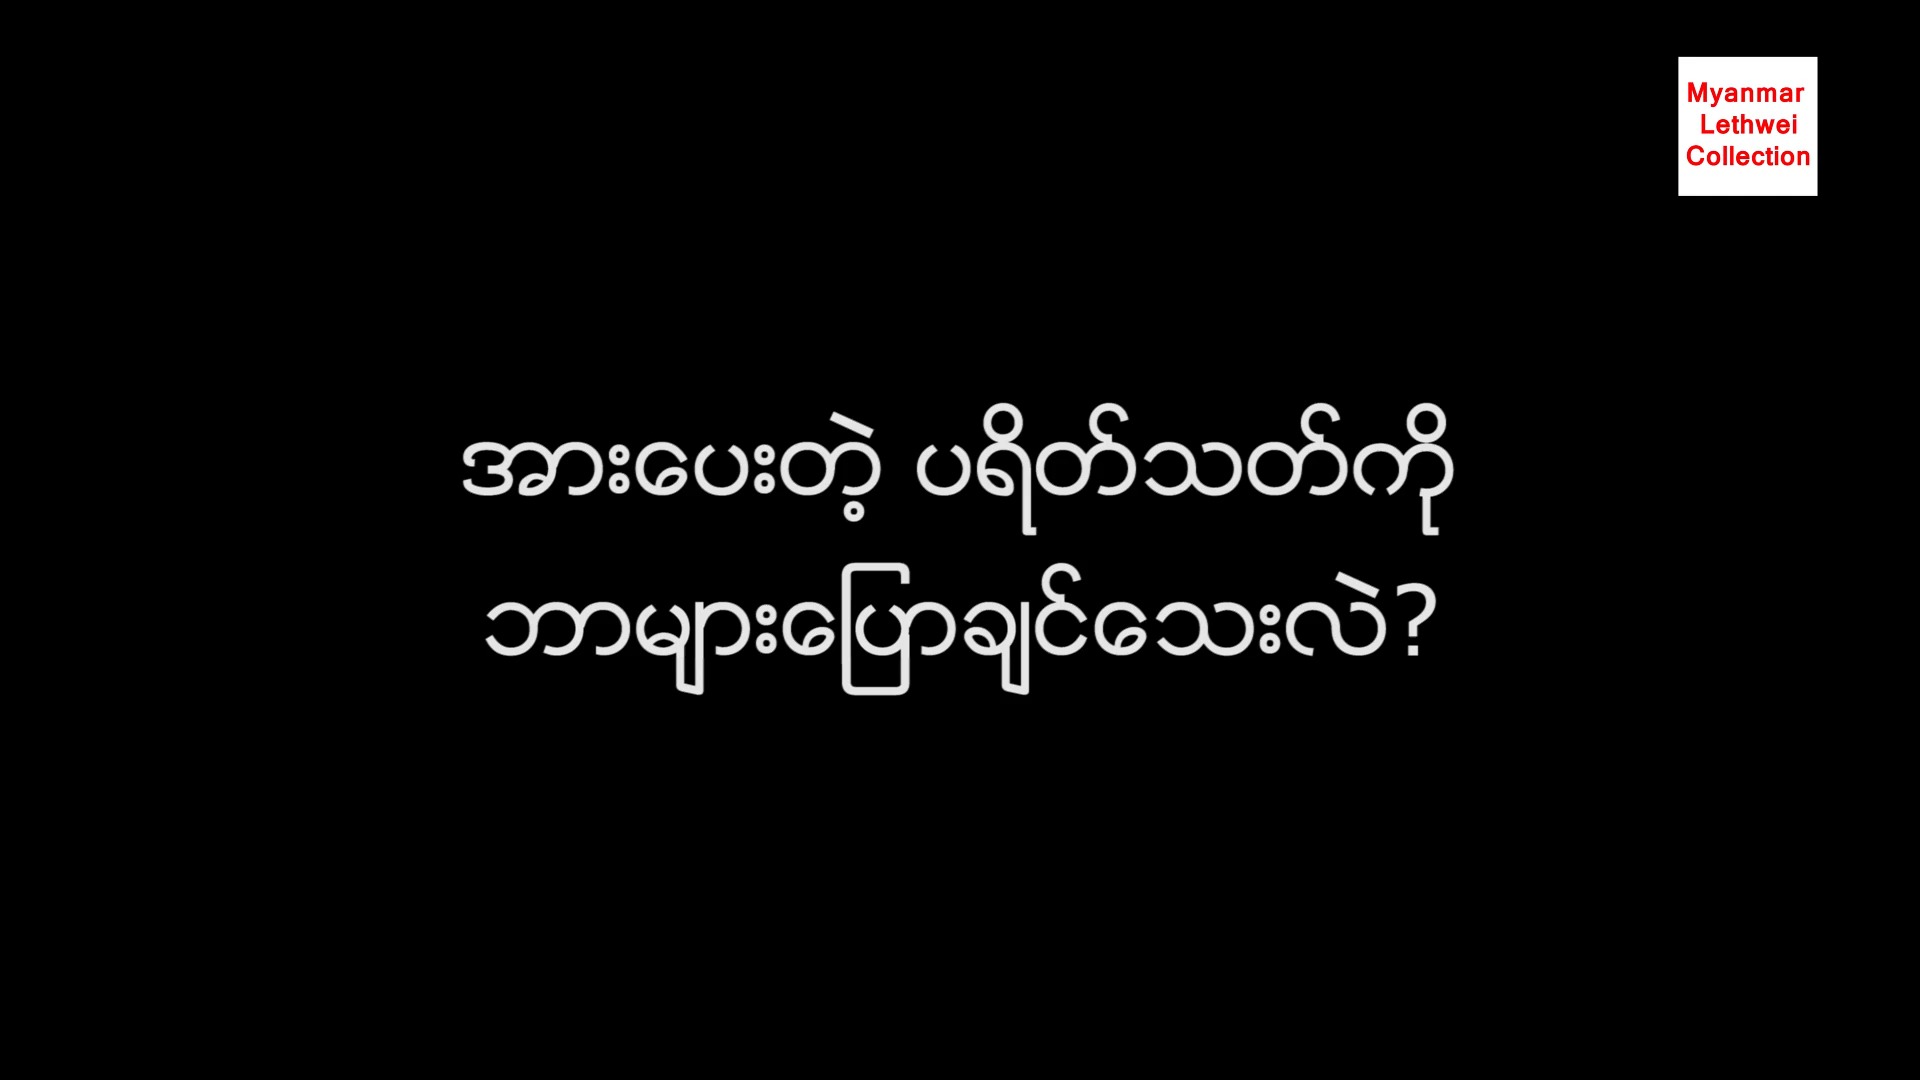 Myanmar
Lethwei
Collection
အားပေးတဲ့ ပရိတ်သတ်ကို
ဘာများပြောချင်သေးလဲ?